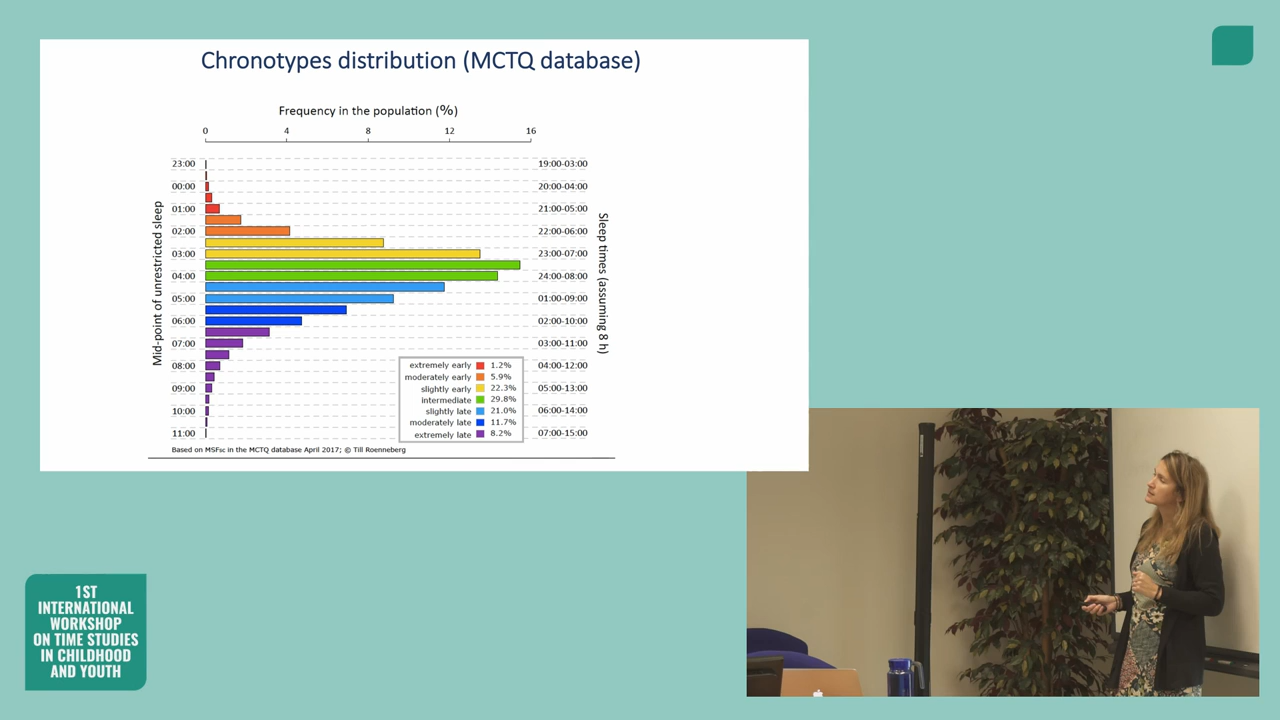 Chronotypes distribution (MCTQ database)
Frequency in the population (%)
0 4 8 12 16
Mid-point of unrestricted sleep
23:00 19:00-03:00
00:00 20:00-04:00
01:00 21:00-05:00
02:00 22:00-06:00
03:00 23:00-07:00
04:00 24:00-08:00
05:00 01:00-09:00
06:00 02:00-10:00
07:00 03:00-11:00
08:00 04:00-12:00
09:00 05:00-13:00
10:00 06:00-14:00
11:00 07:00-15:00
Sleep times (assuming 8 h)
extremely early 1.2%
moderately early 5.9%
slightly early 22.3%
intermediate 29.8%
slightly late 21.0%
moderately late 11.7%
extremely late 8.2%
Based on MSFsc in the MCTQ database April 2017; © Till Roenneberg
1ST
INTERNATIONAL
WORKSHOP
ON TIME STUDIES
IN CHILDHOOD
AND YOUTH